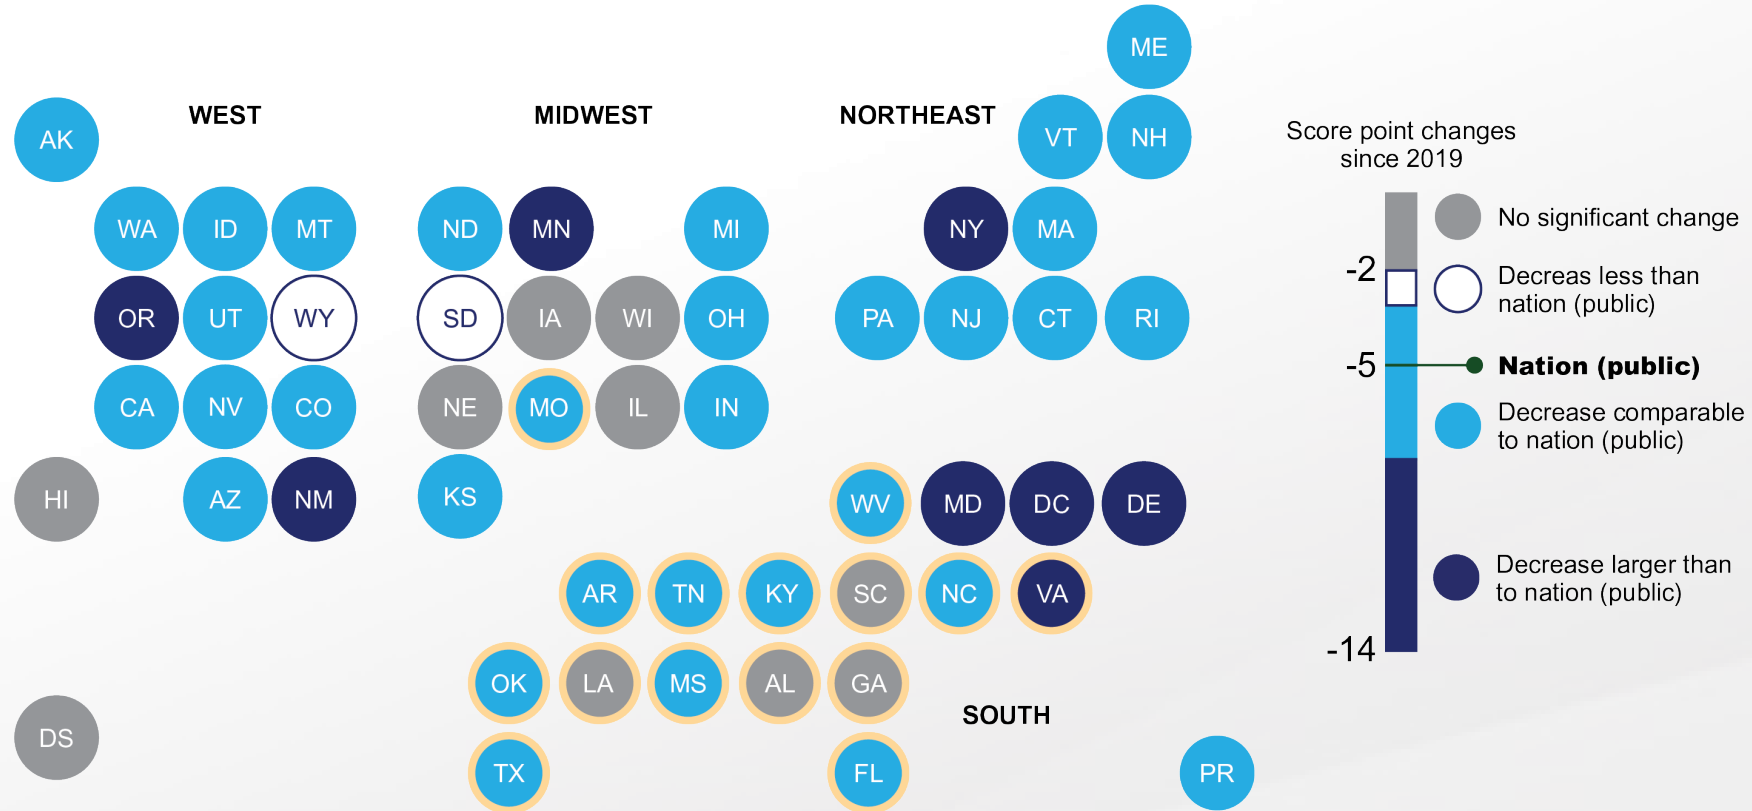 ME
WEST
MIDWEST
NORTHEAST
AK
VT
NH
Score point changes
since 2019
WA
ID
MT
ND
MN
MI
NY
MA
No significant change
-2
Decreas less than
nation (public)
OR
UT
WY
SD
IA
WI
OH
PA
NJ
CT
RI
-5
Nation (public)
CA
NV
CO
NE
MO
IL
IN
Decrease comparable
to nation (public)
HI
AZ
NM
KS
WV
MD
DC
DE
AR
TN
KY
SC
NC
VA
Decrease larger than
to nation (public)
-14
OK
LA
MS
AL
GA
SOUTH
DS
TX
FL
PR